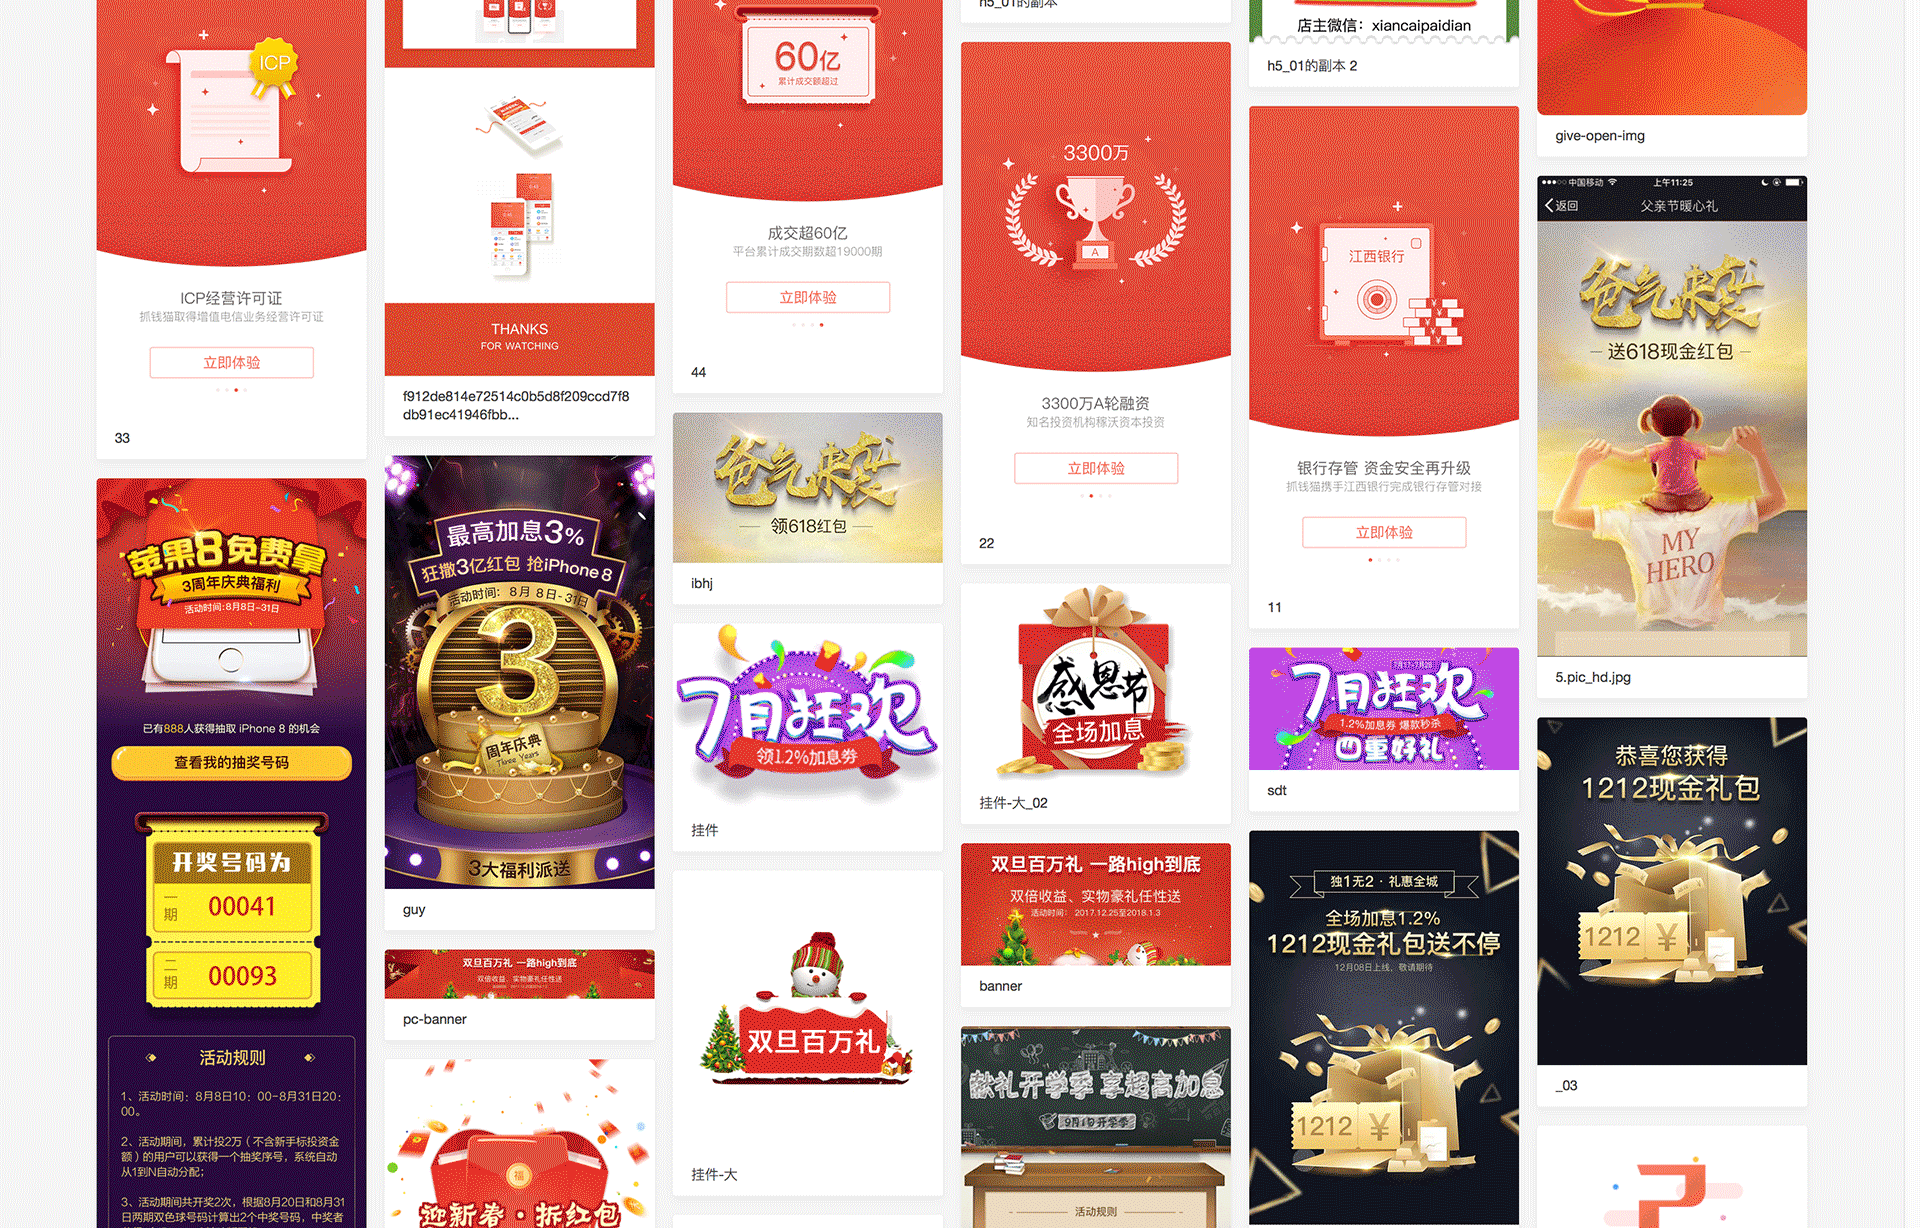 ICP
ICP经营许可证
抓钱猫取得增值电信业务经营许可证
立即体验
33
苹果8免费拿
3周年庆典福利
活动时间:8月8日-31日
已有888人获得抽取 iPhone 8 的机会
查看我的抽奖号码
开奖号码为
一期
00041
二期
00093
活动规则
1、活动时间：8月8日10：00-8月31日20：
00。
2、活动期间，累计投2万（不含新手标投资金
额）的用户可以获得一个抽奖序号，系统自动
从1到N自动分配；
3、活动期间共开奖2次，根据8月20日和8月31
日两期双色球号码计算出2个中奖号码，中奖者
THANKS
FOR WATCHING
f912de814e72514c0b5d8f209ccd7f8
db91ec41946fbb...
最高加息3%
狂撒3亿红包 抢iPhone 8
活动时间：8月 8日-31日
3
周年庆典
Three Years
3大福利派送
guy
双旦百万礼 一路high到底
双倍收益、实物豪礼任性送
pc-banner
福
迎新春·拆红包
60亿
累计成交额超过
成交超60亿
平台累计成交期数超19000期
立即体验
44
爸气来袭
领618红包
ibhj
7月狂欢
领1.2%加息券
挂件
双旦百万礼
挂件-大
h5_01的副本
3300万
A
3300万A轮融资
知名投资机构稼沃资本投资
立即体验
22
感恩节
全场加息
挂件-大_02
双旦百万礼 一路high到底
双倍收益、实物豪礼任性送
活动时间： 2017.12.25至2018.1.3
banner
献礼开学季 享超高加息
9月1日开学季
活动规则
店主微信：xiancaipaidian
h5_01的副本 2
江西银行
银行存管 资金安全再升级
抓钱猫携手江西银行完成银行存管对接
立即体验
11
7月17-7月28
7月狂欢
1.2%加息券 爆款秒杀
四重好礼
sdt
独1无2 · 礼惠全城
全场加息1.2%
1212现金礼包送不停
12月08日上线，敬请期待
1212 ¥
give-open-img
中国移动
上午11:25
返回
父亲节暖心礼
爸气来袭
送618现金红包
MY
HERO
5.pic_hd.jpg
恭喜您获得
1212现金礼包
1212 ¥
_03